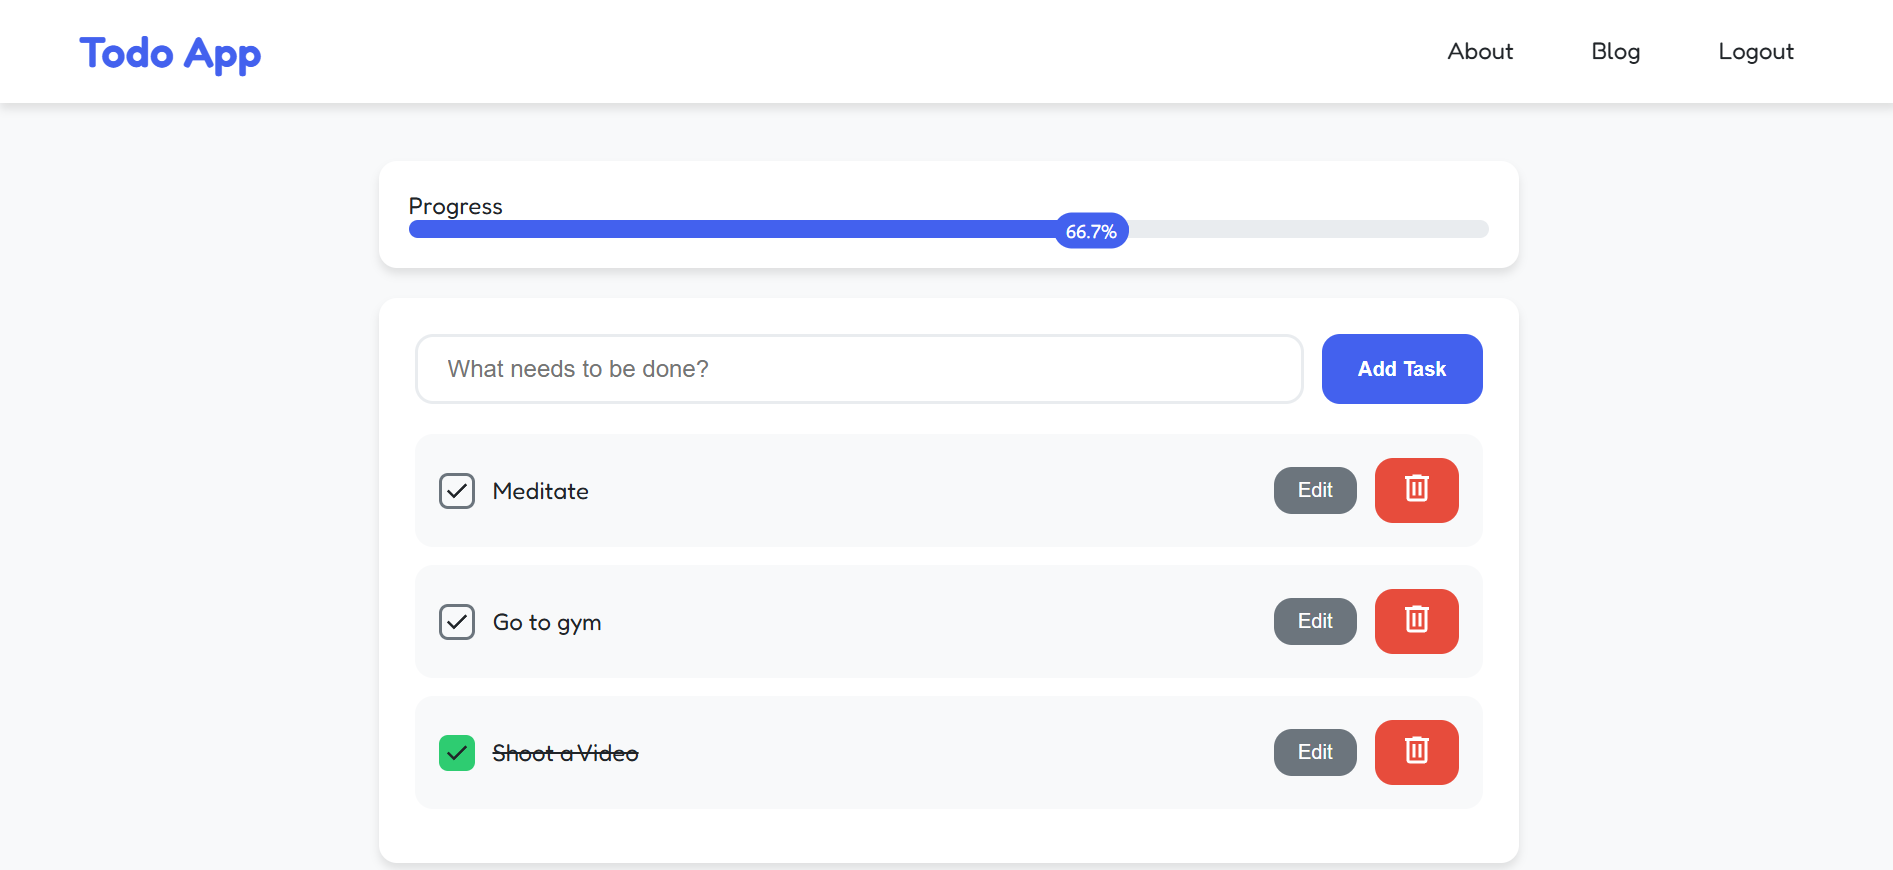 Todo App
About Blog Logout
Progress
66.7%
What needs to be done?
Add Task
Meditate Edit
Go to gym Edit
Shoot a Video Edit